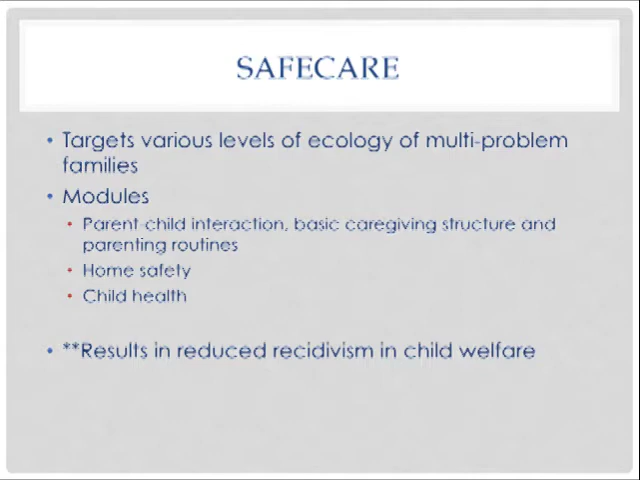 SAFECARE
• Targets various levels of ecology of multi-problem
families
• Modules
• Parent-child interaction, basic caregiving structure and
parenting routines
• Home safety
• Child health
• **Results in reduced recidivism in child welfare